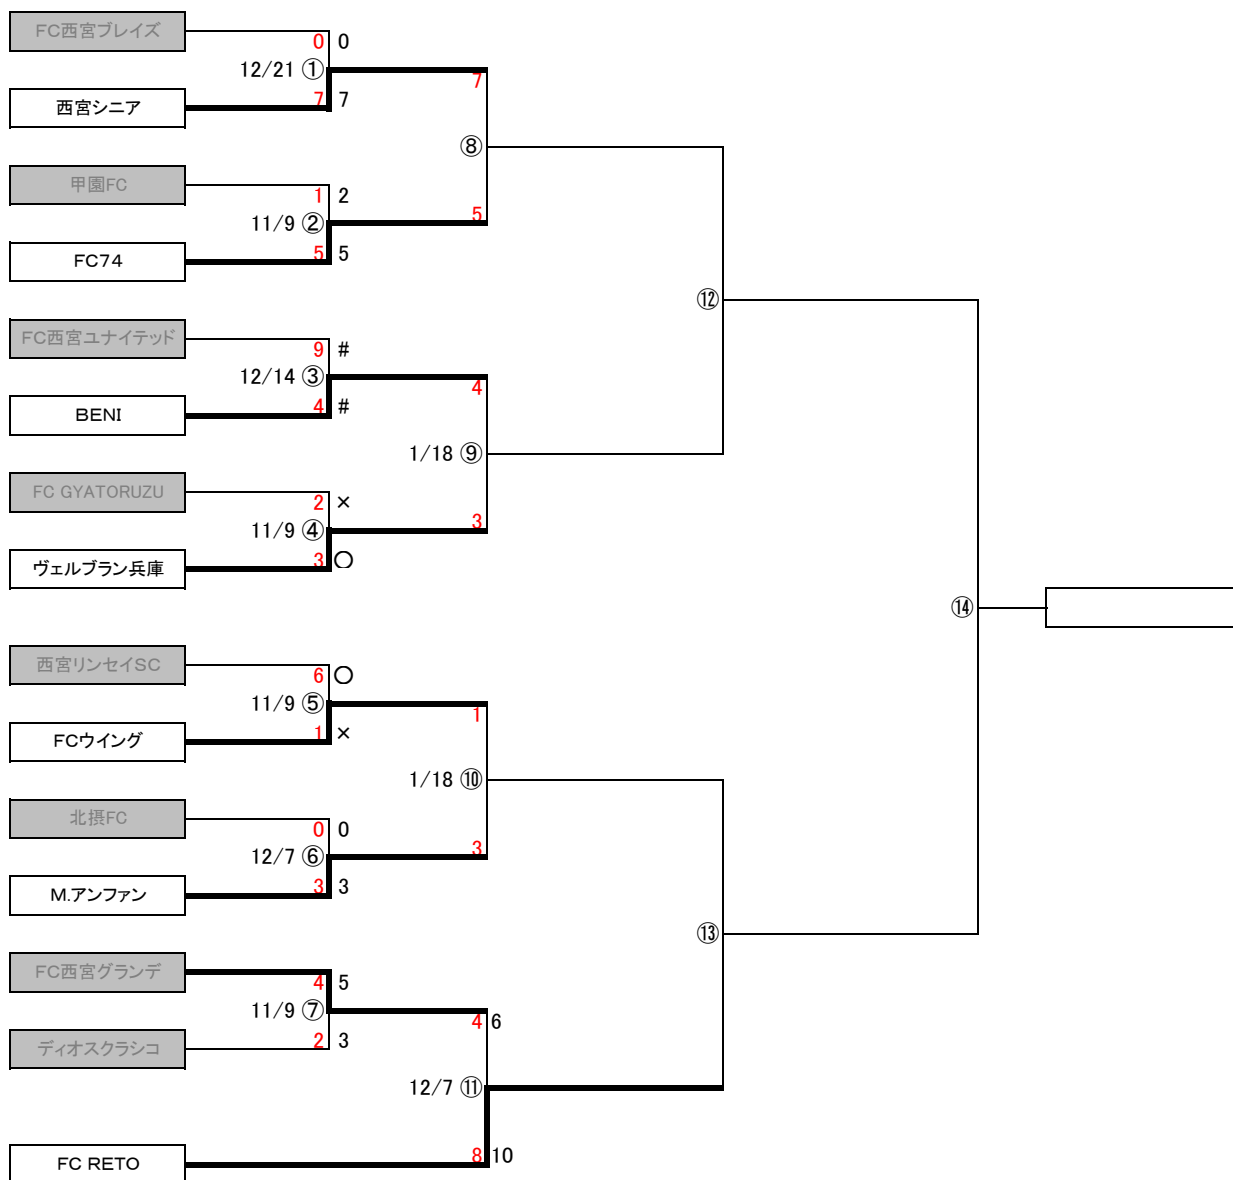 FC西宮ブレイズ
0 0
12/21 ①
7
西宮シニア
7 7
⑧
甲園FC
1 2
11/9 ②
5
FC74
5 5
⑫
FC西宮ユナイテッド
9 #
12/14 ③
4
BENI
4 #
1/18 ⑨
FC GYATORUZU
2 ×
11/9 ④
3
ヴェルブラン兵庫
3 ○
⑭
西宮リンセイSC
6 ○
11/9 ⑤
1
FCウイング
1 ×
1/18 ⑩
北摂FC
0 0
12/7 ⑥
3
M.アンファン
3 3
⑬
FC西宮グランデ
4 5
11/9 ⑦
4 6
ディオスクラシコ
2 3
12/7 ⑪
FC RETO
8 10